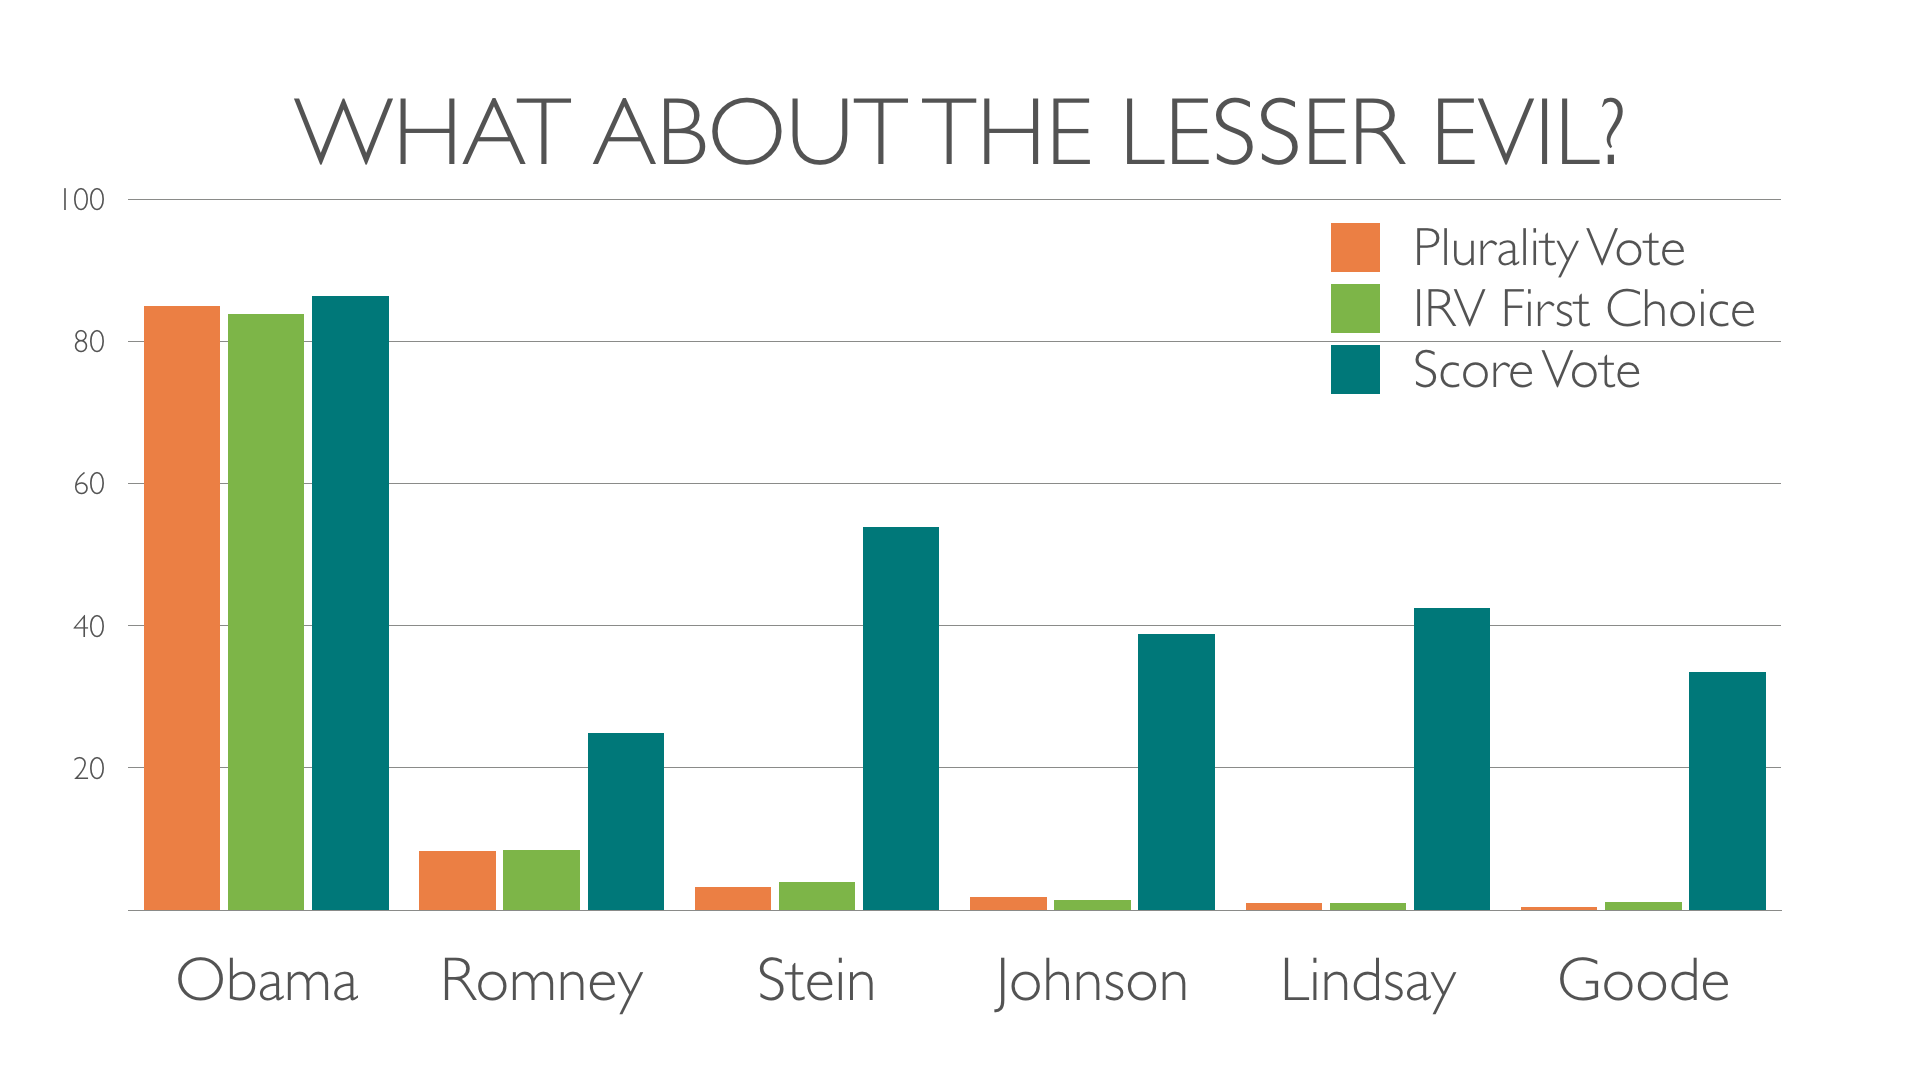 WHAT ABOUT THE LESSER EVIL?
100
80
60
40
20
Plurality Vote
IRV First Choice
Score Vote
Obama Romney Stein Johnson Lindsay Goode